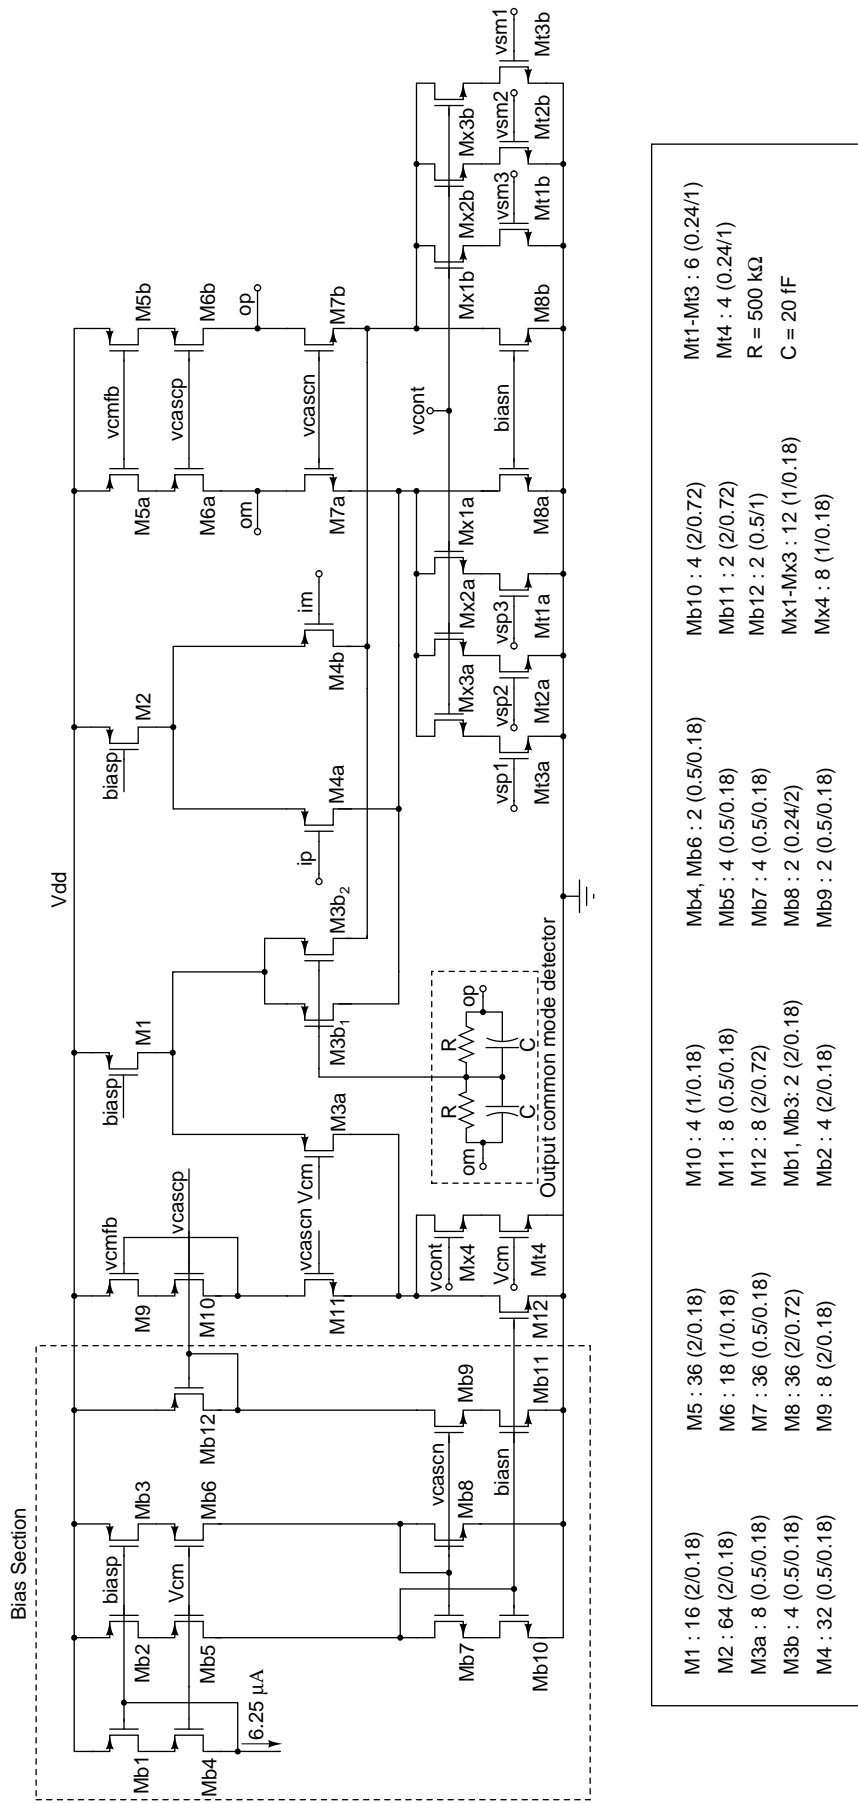 Bias Section
Vdd
Mb1
Mb4
6.25 μA
biasp
Mb2
Mb3
Vcm
Mb5
Mb6
Mb7
vcascn
Mb8
Mb9
Mb10
biasn
Mb11
Mb12
M9
vcmfb
M10
vcascp
M11
vcascn
M12
vcont
Mx4
Vcm
Mt4
biasp
M1
Vcm
M3a
M3b1
M3b2
om
R
R
op
C
C
Output common mode detector
biasp
M2
ip
M4a
M4b
im
M5a
vcmfb
M5b
M6a
vcascp
M6b
om
op
M7a
vcascn
M7b
vcont
M8a
biasn
M8b
Mx3a
Mx2a
Mx1a
vsp1
vsp2
vsp3
Mt3a
Mt2a
Mt1a
Mx1b
Mx2b
Mx3b
vsm3
vsm2
vsm1
Mt1b
Mt2b
Mt3b
M1 : 16 (2/0.18)
M2 : 64 (2/0.18)
M3a : 8 (0.5/0.18)
M3b : 4 (0.5/0.18)
M4 : 32 (0.5/0.18)
M5 : 36 (2/0.18)
M6 : 18 (1/0.18)
M7 : 36 (0.5/0.18)
M8 : 36 (2/0.72)
M9 : 8 (2/0.18)
M10 : 4 (1/0.18)
M11 : 8 (0.5/0.18)
M12 : 8 (2/0.72)
Mb1, Mb3: 2 (2/0.18)
Mb2 : 4 (2/0.18)
Mb4, Mb6 : 2 (0.5/0.18)
Mb5 : 4 (0.5/0.18)
Mb7 : 4 (0.5/0.18)
Mb8 : 2 (0.24/2)
Mb9 : 2 (0.5/0.18)
Mb10 : 4 (2/0.72)
Mb11 : 2 (2/0.72)
Mb12 : 2 (0.5/1)
Mx1-Mx3 : 12 (1/0.18)
Mx4 : 8 (1/0.18)
Mt1-Mt3 : 6 (0.24/1)
Mt4 : 4 (0.24/1)
R = 500 kΩ
C = 20 fF